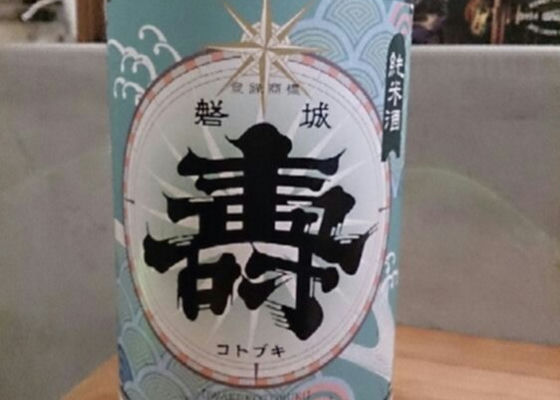 登録商標
磐城
壽
コトブキ
純米酒